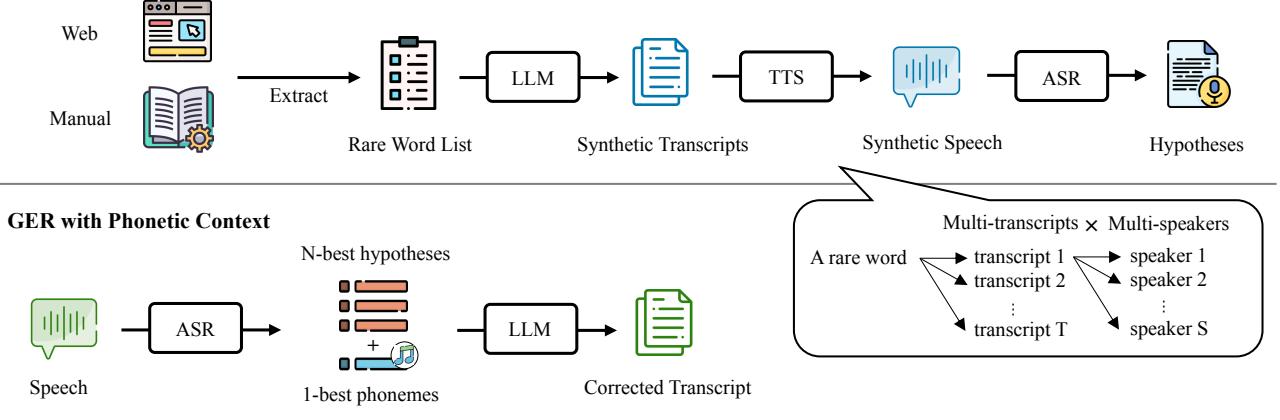 Web
Manual
Extract
Rare Word List
LLM
Synthetic Transcripts
TTS
Synthetic Speech
ASR
Hypotheses
Multi-transcripts × Multi-speakers
A rare word
transcript 1
transcript 2
⋮
transcript T
speaker 1
speaker 2
⋮
speaker S
GER with Phonetic Context
Speech
ASR
N-best hypotheses
+
1-best phonemes
LLM
Corrected Transcript